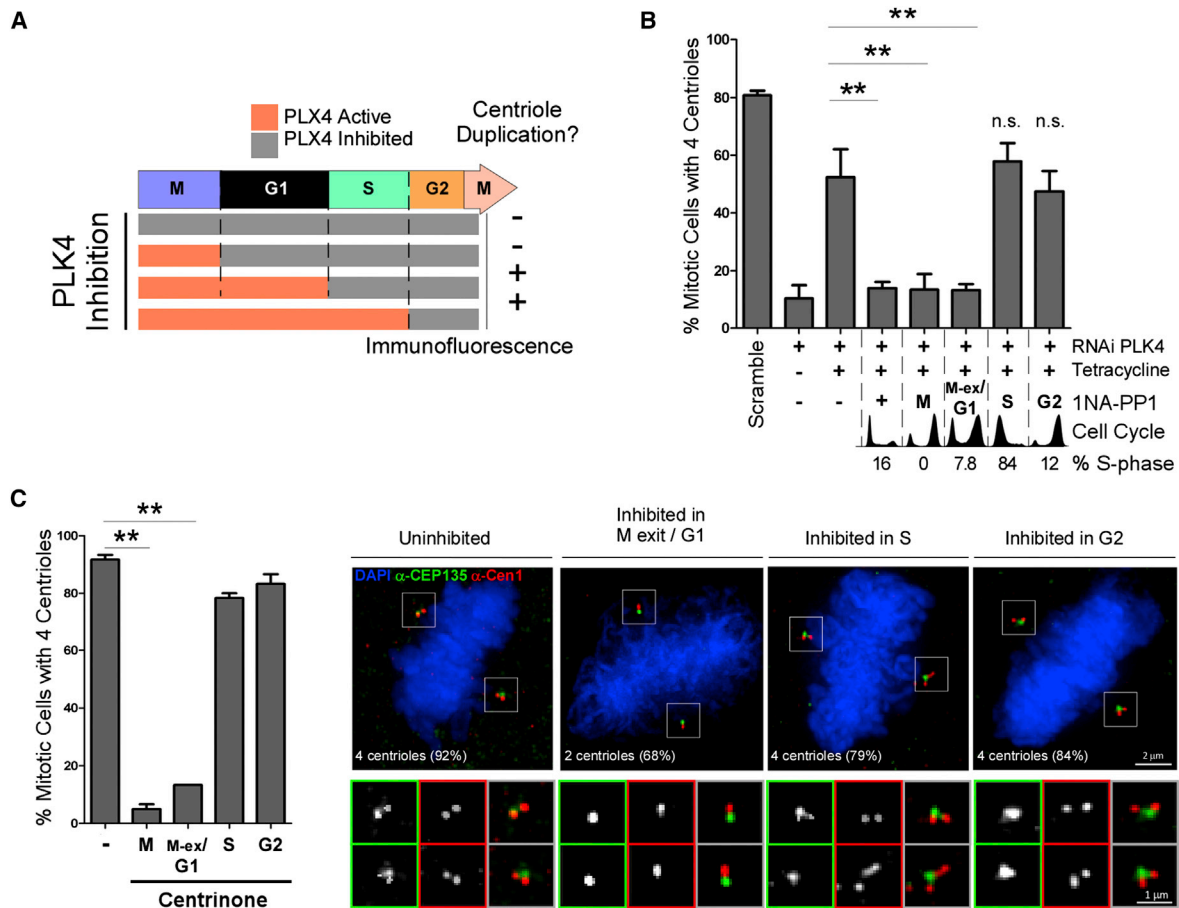 A
PLX4 Active
PLX4 Inhibited
Centriole
Duplication?
M G1 S G2 M
PLK4
Inhibition
-
-
+
+
Immunofluorescence
B
% Mitotic Cells with 4 Centrioles
100
80
60
40
20
0
**
**
**
n.s. n.s.
Scramble
+ + + + + + + RNAi PLK4
- + + + + + + Tetracycline
- - + M M-ex/ G1 S G2 1NA-PP1
Cell Cycle
16 0 7.8 84 12 % S-phase
C
% Mitotic Cells with 4 Centrioles
100
80
60
40
20
0
**
**
- M M-ex/ G1 S G2
Centrinone
Uninhibited
Inhibited in
M exit / G1
Inhibited in S
Inhibited in G2
DAPI α-CEP135 α-Cen1
4 centrioles (92%)
2 centrioles (68%)
4 centrioles (79%)
4 centrioles (84%)
2 μm
1 μm